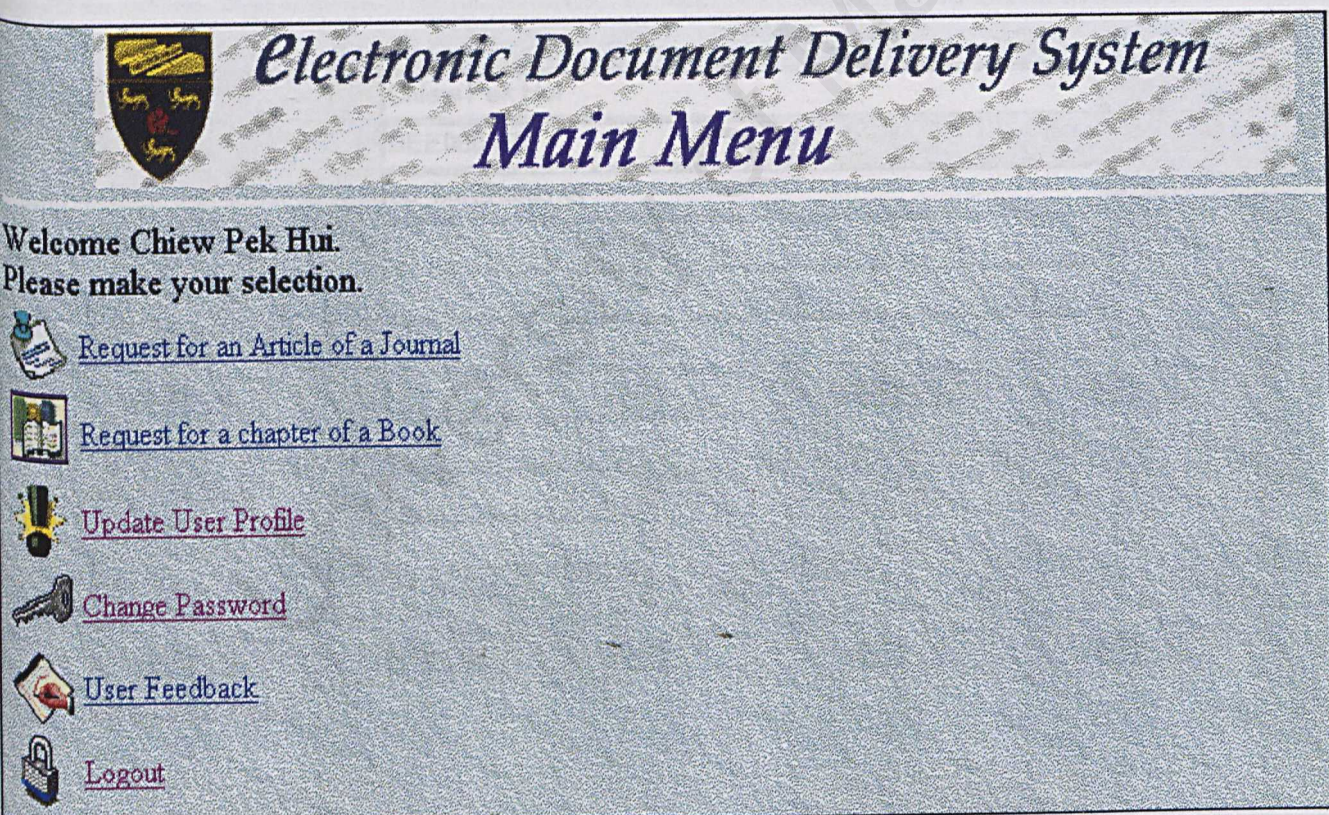 electronic Document Delivery System
Main Menu
Welcome Chiew Pek Hui.
Please make your selection.
Request for an Article of a Journal
Request for a chapter of a Book
Update User Profile
Change Password
User Feedback
Logout